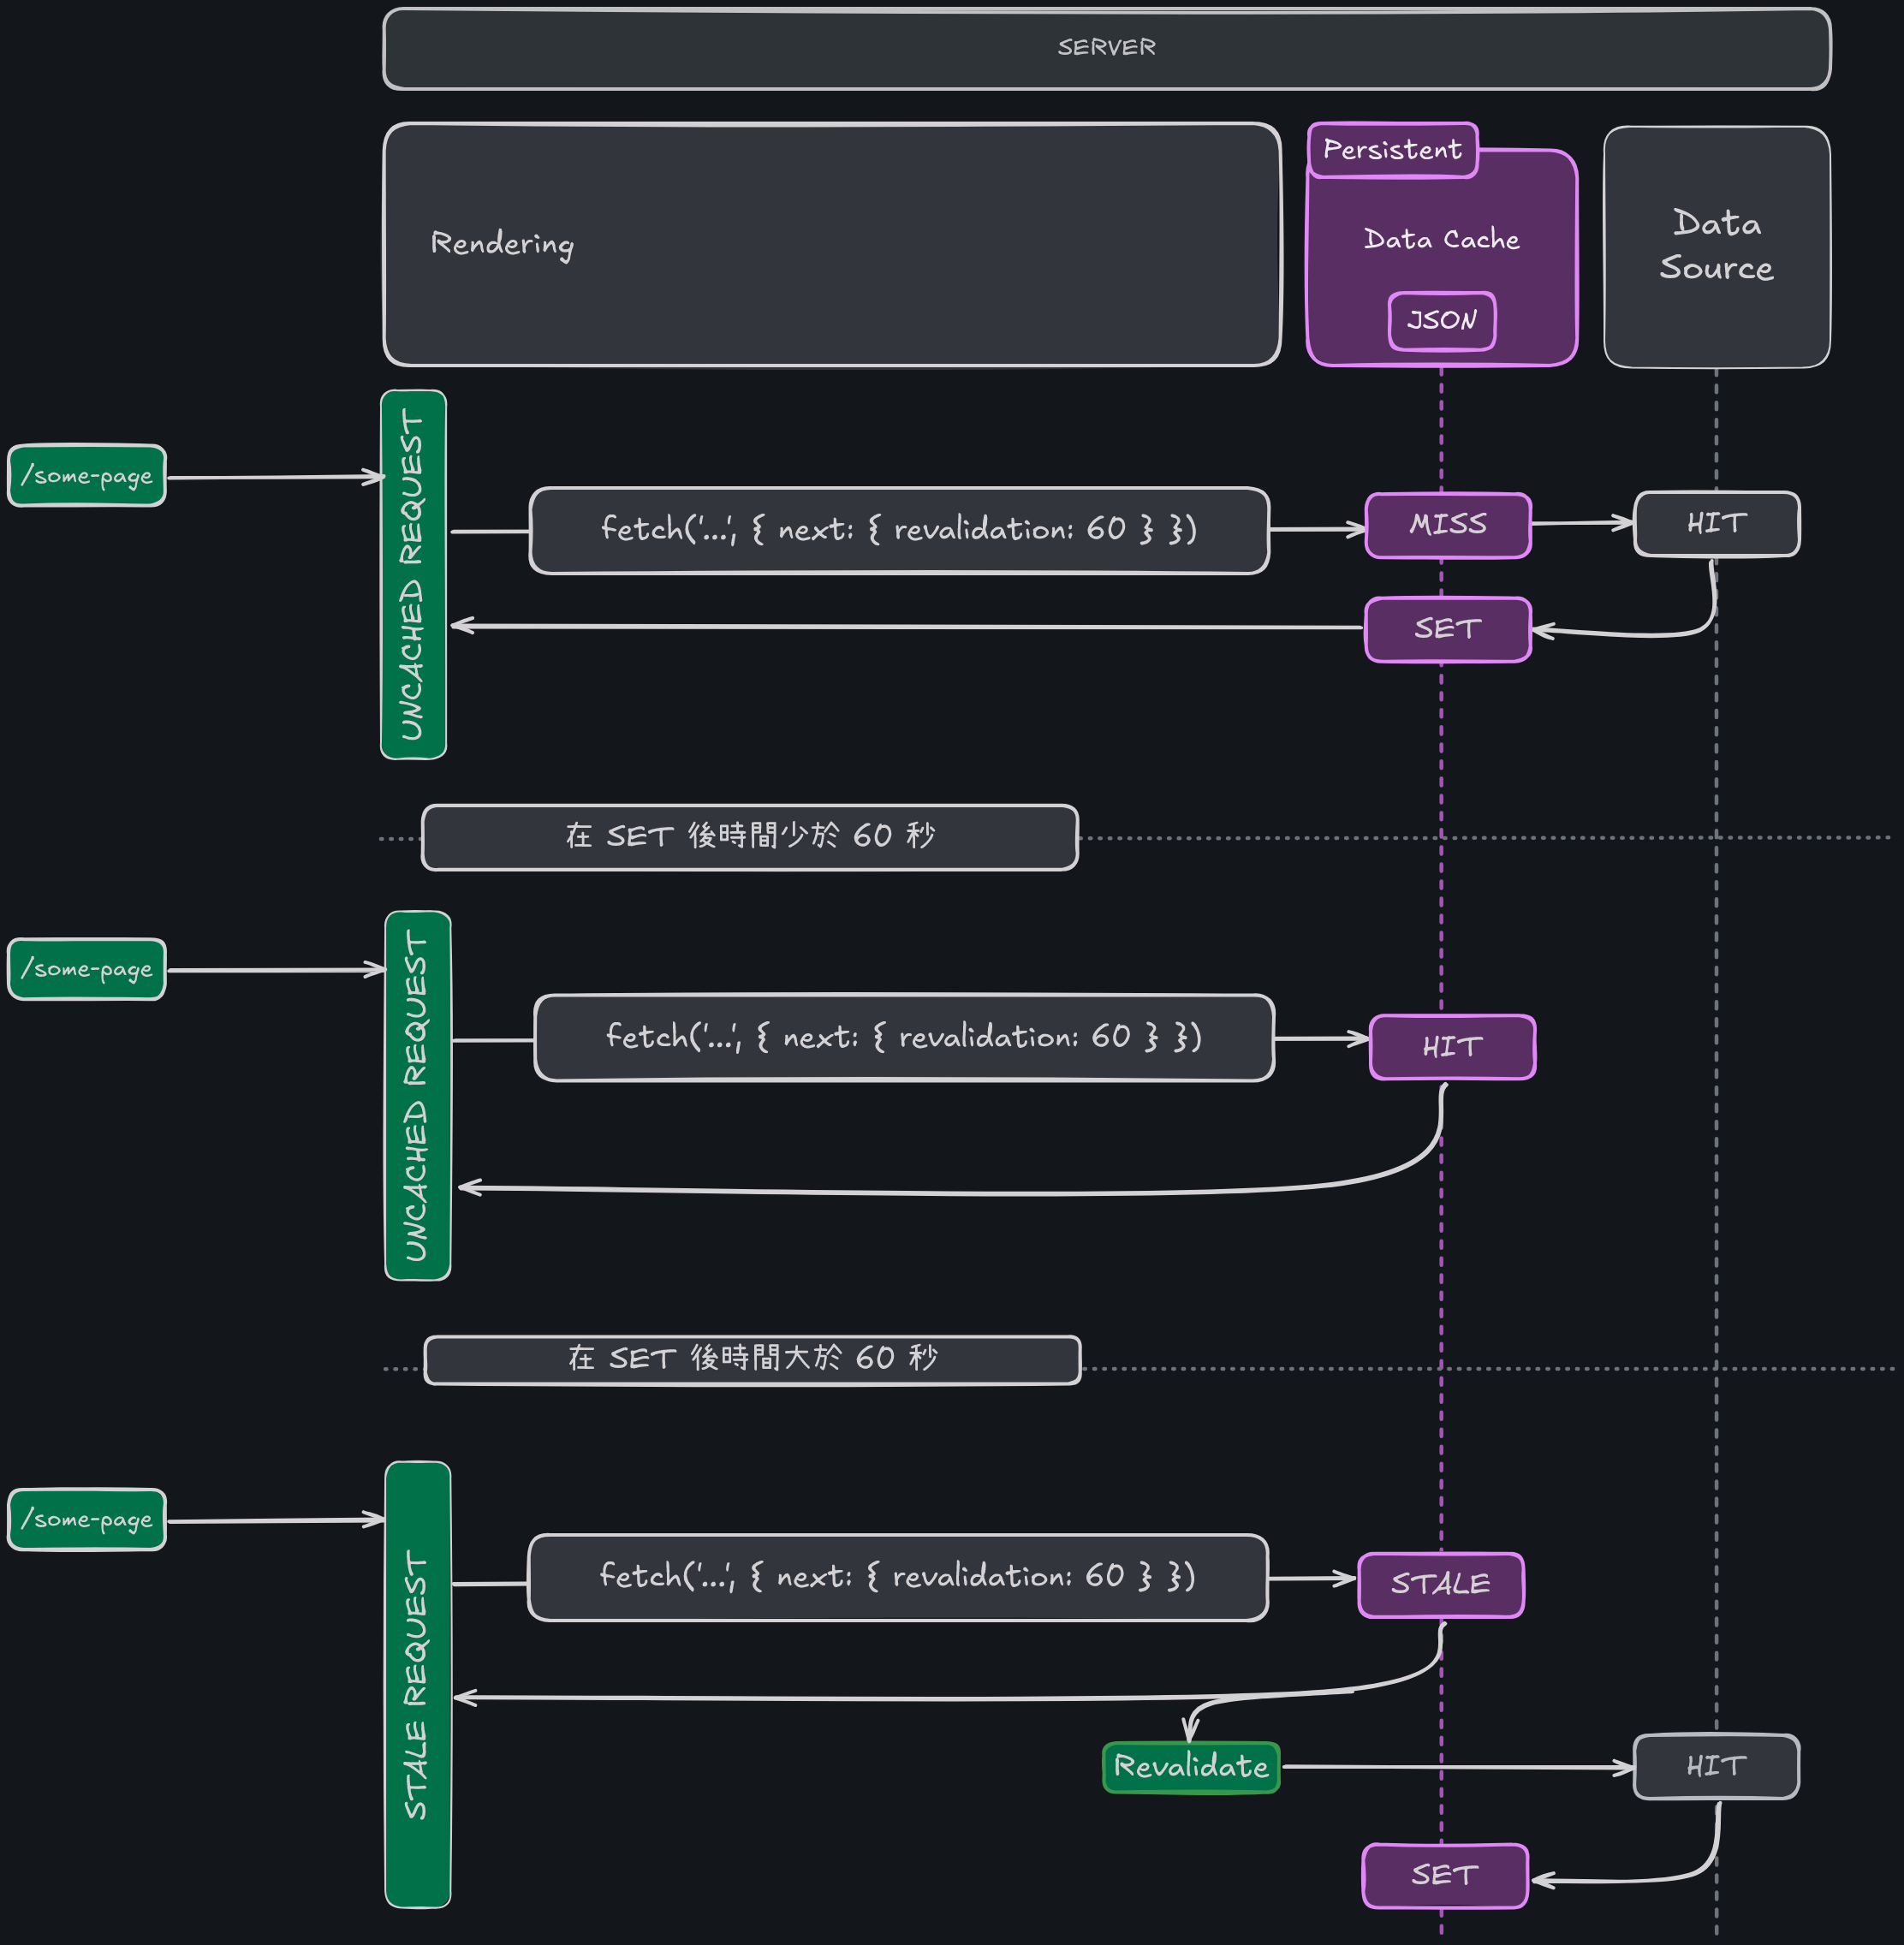 SERVER
Persistent
Rendering
Data Cache
JSON
Data
Source
/some-page
UNCACHED REQUEST
fetch('...', { next: { revalidation: 60 } })
MISS
HIT
SET
在 SET 後時間少於 60 秒
/some-page
UNCACHED REQUEST
fetch('...', { next: { revalidation: 60 } })
HIT
在 SET 後時間大於 60 秒
/some-page
STALE REQUEST
fetch('...', { next: { revalidation: 60 } })
STALE
Revalidate
HIT
SET